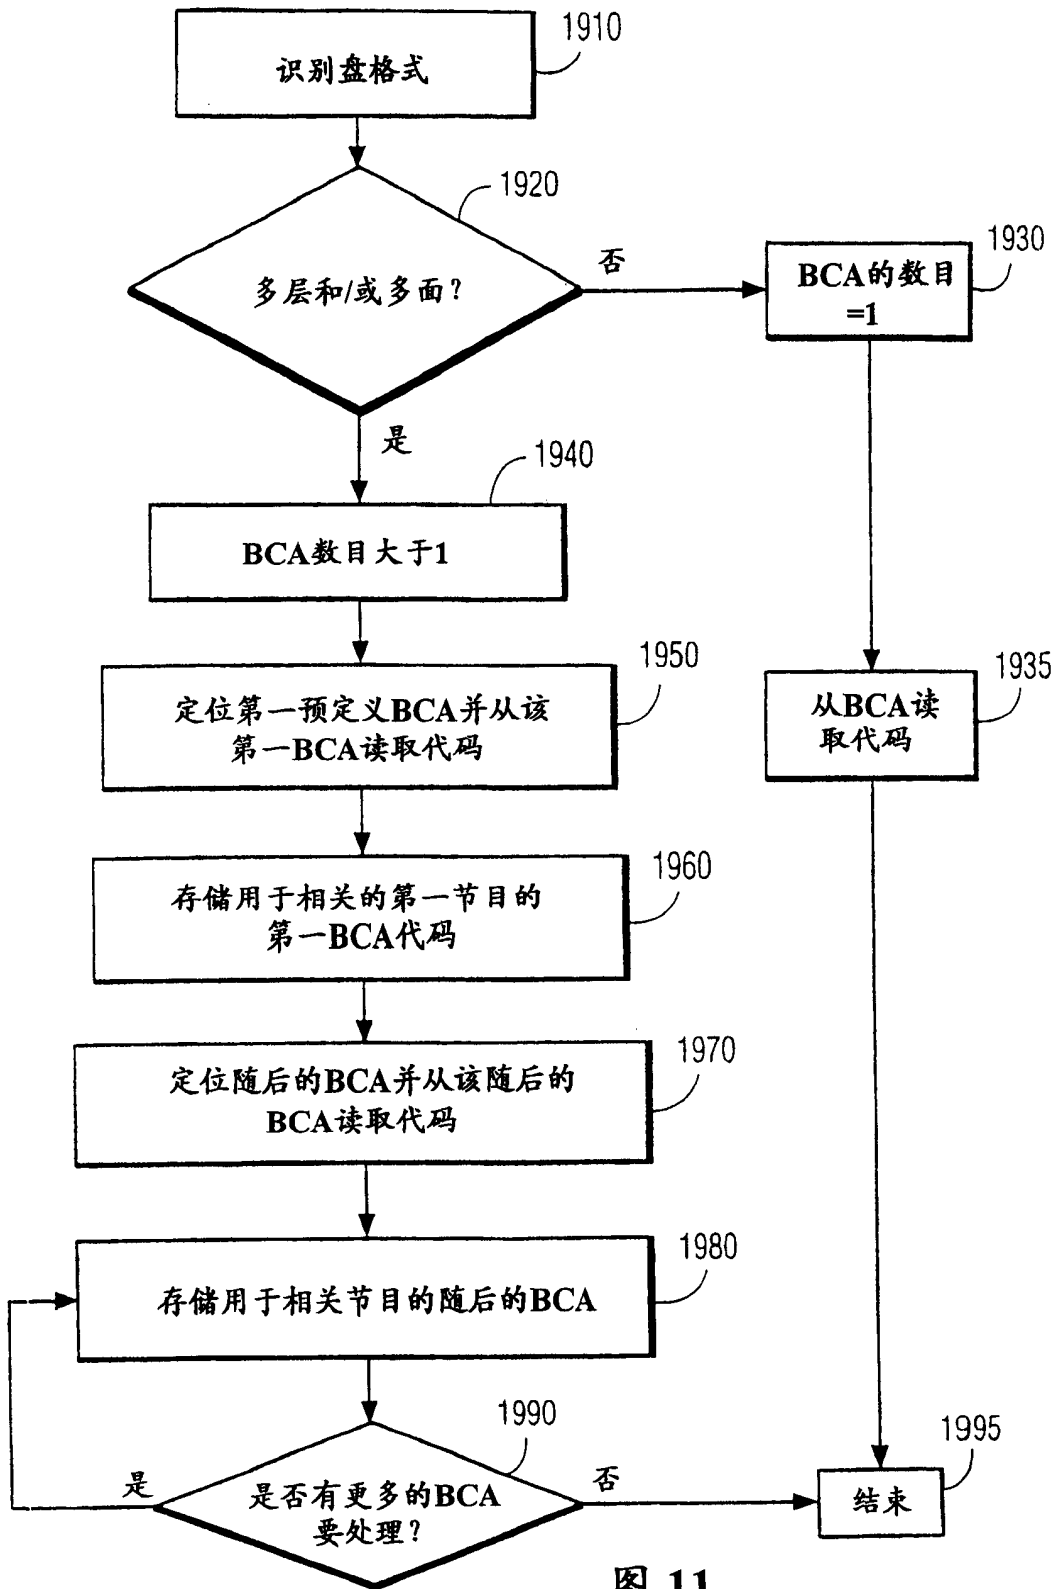 1910
识别盘格式
1920
多层和/或多面?
否
1930
BCA的数目
=1
是
1940
BCA数目大于1
1950
定位第一预定义BCA并从该
第一BCA读取代码
1935
从BCA读
取代码
1960
存储用于相关的第一节目的
第一BCA代码
1970
定位随后的BCA并从该随后的
BCA读取代码
1980
存储用于相关节目的随后的BCA
1990
是
是否有更多的BCA
要处理?
否
1995
结束
图 11